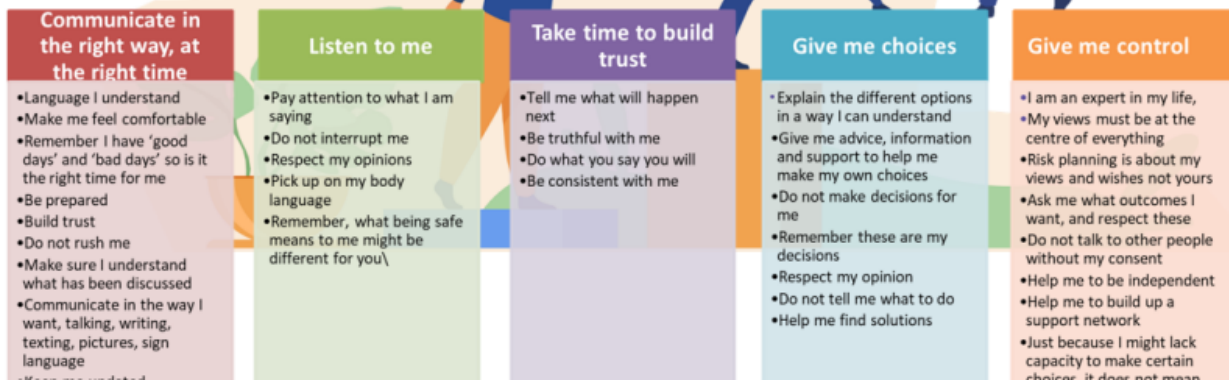 Communicate in
the right way, at
the right time
•Language I understand
•Make me feel comfortable
•Remember I have ‘good
days’ and ‘bad days’ so is it
the right time for me
•Be prepared
•Build trust
•Do not rush me
•Make sure I understand
what has been discussed
•Communicate in the way I
want, talking, writing,
texting, pictures, sign
language
•Keep me updated
Listen to me
•Pay attention to what I am
saying
•Do not interrupt me
•Respect my opinions
•Pick up on my body
language
•Remember, what being safe
means to me might be
different for you\
Take time to build
trust
•Tell me what will happen
next
•Be truthful with me
•Do what you say you will
•Be consistent with me
Give me choices
•Explain the different options
in a way I can understand
•Give me advice, information
and support to help me
make my own choices
•Do not make decisions for
me
•Remember these are my
decisions
•Respect my opinion
•Do not tell me what to do
•Help me find solutions
Give me control
•I am an expert in my life,
•My views must be at the
centre of everything
•Risk planning is about my
views and wishes not yours
•Ask me what outcomes I
want, and respect these
•Do not talk to other people
without my consent
•Help me to be independent
•Help me to build up a
support network
•Just because I might lack
capacity to make certain
choices, it does not mean